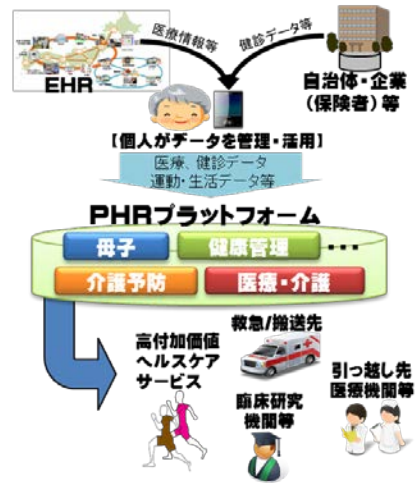 医療情報等
健診データ等
EHR
自治体・企業
(保険者)等
【個人がデータを管理・活用】
医療、健診データ
運動・生活データ等
PHRプラットフォーム
母子
健康管理
・・・
介護予防
医療・介護
高付加価値
ヘルスケア
サービス
救急/搬送先
臨床研究
機関等
引っ越し先
医療機関等